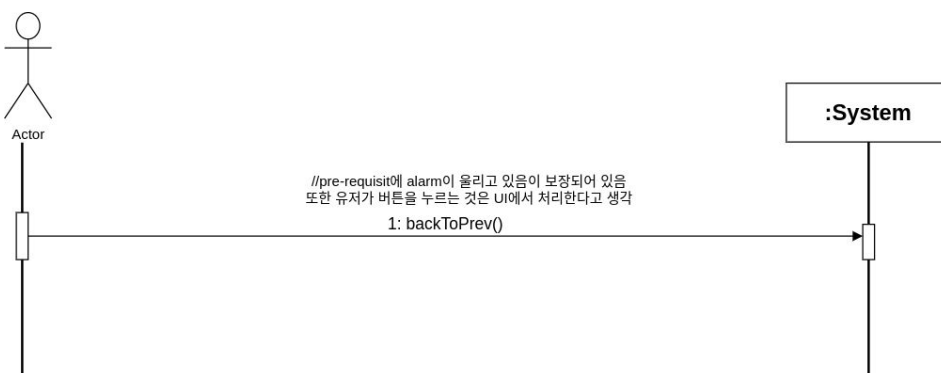 :System
Actor
//pre-requisit에 alarm이 울리고 있음이 보장되어 있음
또한 유저가 버튼을 누르는 것은 UI에서 처리한다고 생각
1: backToPrev()